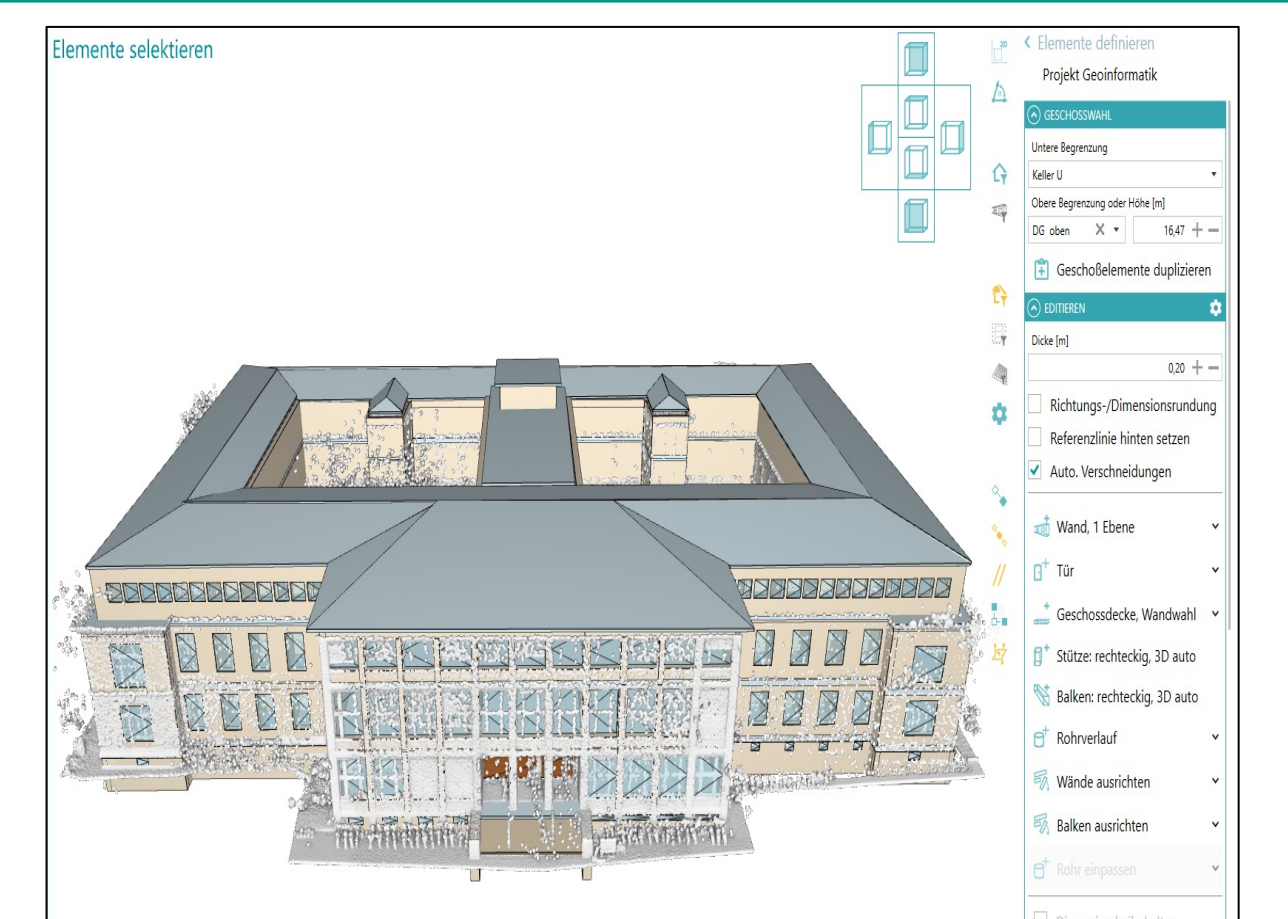 Elemente selektieren
2D
Elemente definieren
Projekt Geoinformatik
GESCHOSSWAHL
Untere Begrenzung
Keller U
Obere Begrenzung oder Höhe [m]
DG oben
16,47
Geschoßelemente duplizieren
EDITIEREN
Dicke [m]
0,20
Richtungs-/Dimensionsrundung
Referenzlinie hinten setzen
Auto. Verschneidungen
Wand, 1 Ebene
Tür
Geschossdecke, Wandwahl
Stütze: rechteckig, 3D auto
Balken: rechteckig, 3D auto
Rohrverlauf
Wände ausrichten
Balken ausrichten
Rohr einpassen